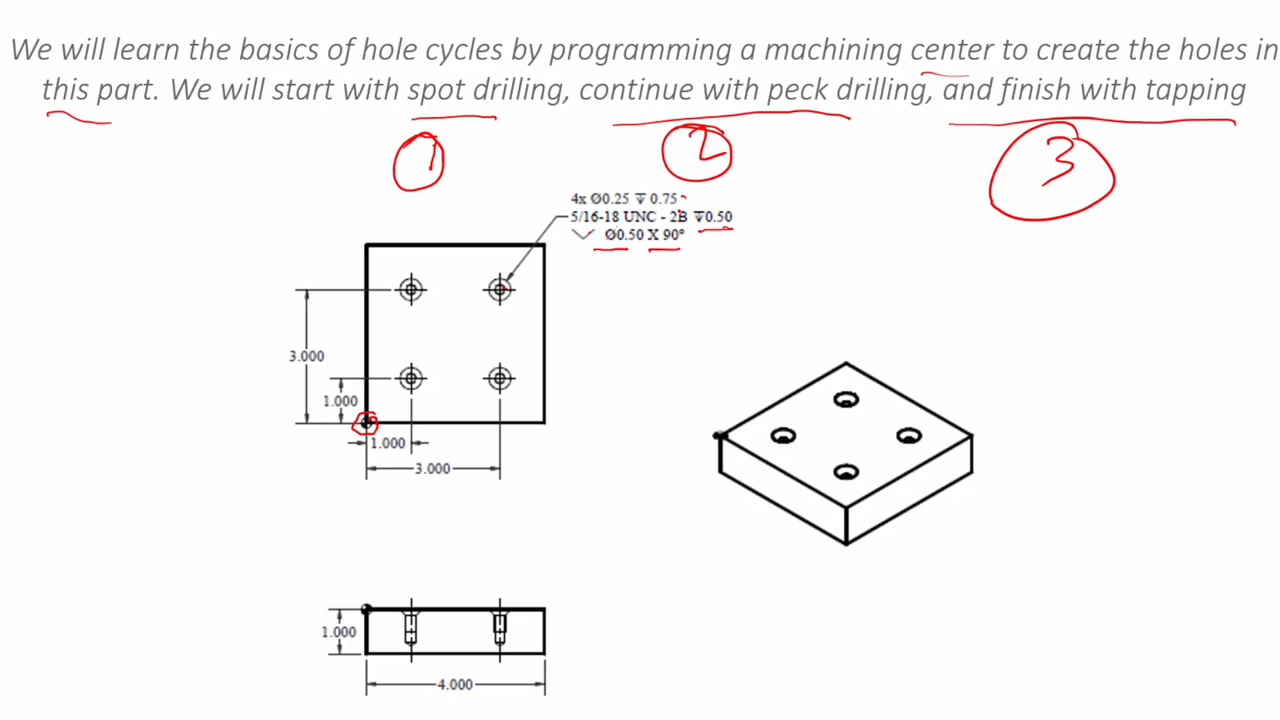 We will learn the basics of hole cycles by programming a machining center to create the holes in
this part. We will start with spot drilling, continue with peck drilling, and finish with tapping
1
2
3
4x Ø0.25 ↧ 0.75
5/16-18 UNC - 2B ↧0.50
⌵ Ø0.50 X 90°
3.000
1.000
1.000
3.000
1.000
4.000